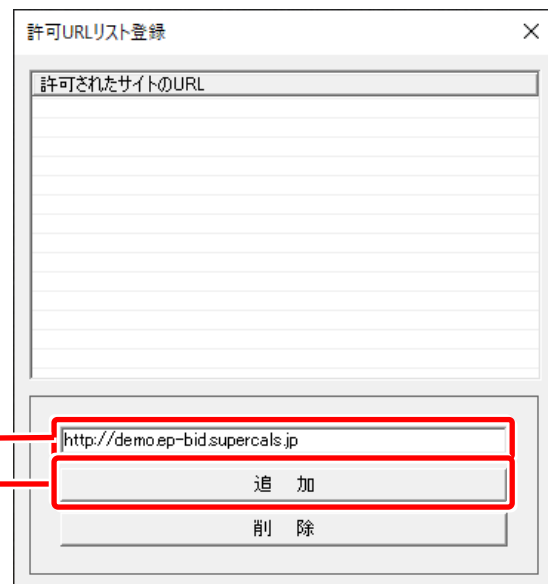 許可URLリスト登録
許可されたサイトのURL
http://demo.ep-bid.supercals.jp
追 加
削 除